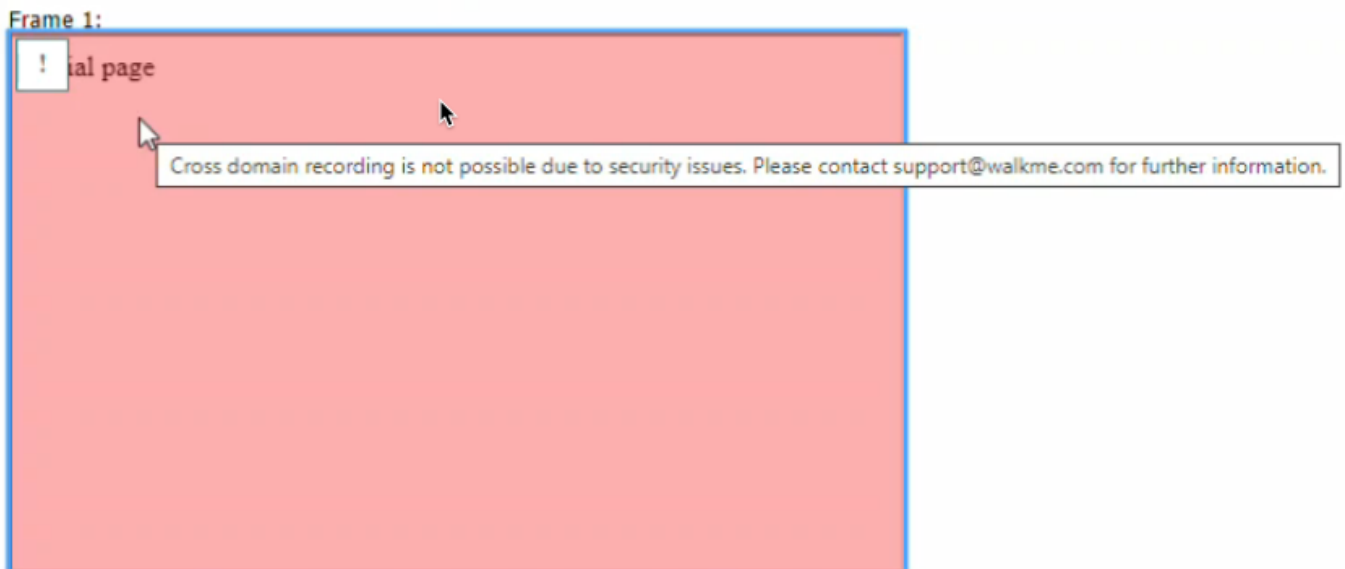 Frame 1:
! ial page
Cross domain recording is not possible due to security issues. Please contact support@walkme.com for further information.